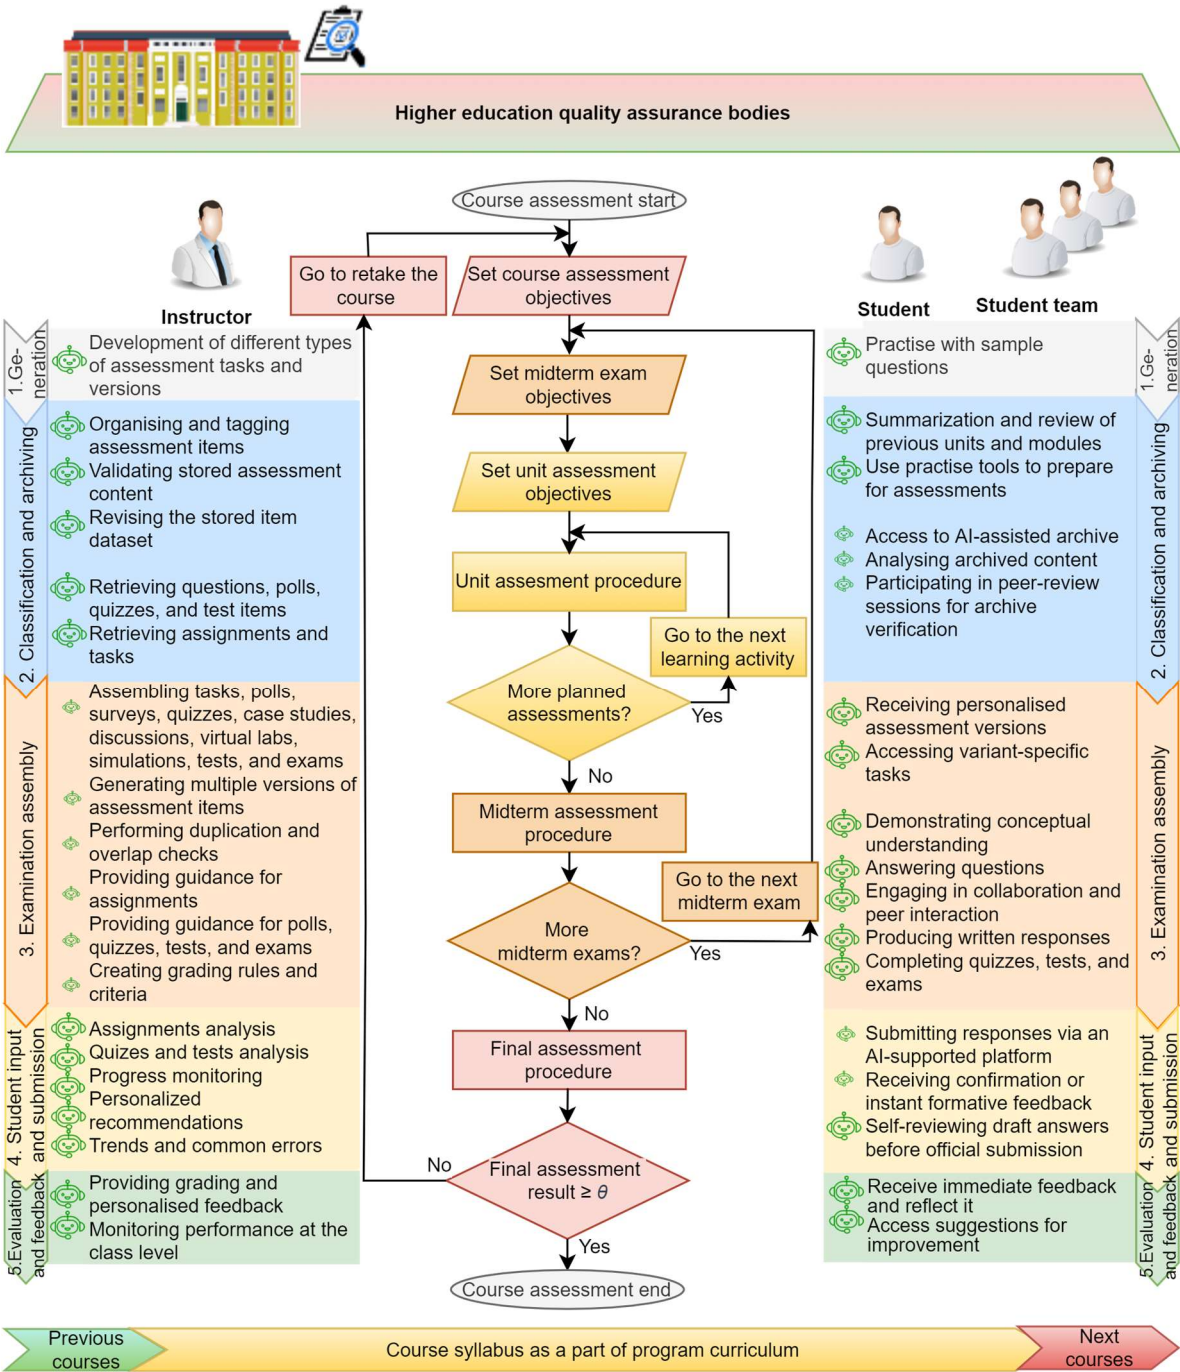 Higher education quality assurance bodies
Course assessment start
Go to retake the
course
Set course assessment
objectives
Set midterm exam
objectives
Set unit assessment
objectives
Unit assesment procedure
Go to the next
learning activity
More planned
assessments?
Yes
No
Midterm assessment
procedure
Go to the next
midterm exam
More
midterm exams?
Yes
No
Final assessment
procedure
Final assessment
result ≥ θ
No
Yes
Course assessment end
Instructor
1.Ge-
neration
Development of different types
of assessment tasks and
versions
2. Classification and archiving
Organising and tagging
assessment items
Validating stored assessment
content
Revising the stored item
dataset
Retrieving questions, polls,
quizzes, and test items
Retrieving assignments and
tasks
3. Examination assembly
Assembling tasks, polls,
surveys, quizzes, case studies,
discussions, virtual labs,
simulations, tests, and exams
Generating multiple versions of
assessment items
Performing duplication and
overlap checks
Providing guidance for
assignments
Providing guidance for polls,
quizzes, tests, and exams
Creating grading rules and
criteria
4. Student input
and submission
Assignments analysis
Quizes and tests analysis
Progress monitoring
Personalized
recommendations
Trends and common errors
5.Evaluation
and feedback
Providing grading and
personalised feedback
Monitoring performance at the
class level
Student
Student team
1.Ge-
neration
Practise with sample
questions
2. Classification and archiving
Summarization and review of
previous units and modules
Use practise tools to prepare
for assessments
Access to AI-assisted archive
Analysing archived content
Participating in peer-review
sessions for archive
verification
3. Examination assembly
Receiving personalised
assessment versions
Accessing variant-specific
tasks
Demonstrating conceptual
understanding
Answering questions
Engaging in collaboration and
peer interaction
Producing written responses
Completing quizzes, tests, and
exams
4. Student input
and submission
Submitting responses via an
AI-supported platform
Receiving confirmation or
instant formative feedback
Self-reviewing draft answers
before official submission
5.Evaluation
and feedback
Receive immediate feedback
and reflect it
Access suggestions for
improvement
Previous
courses
Course syllabus as a part of program curriculum
Next
courses